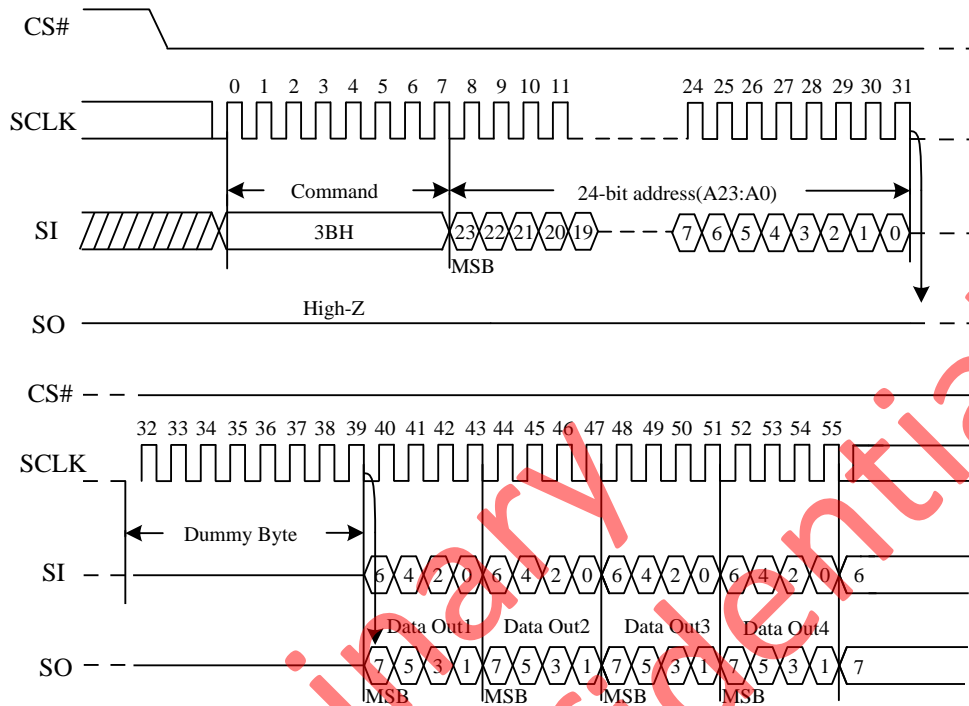 CS#
0 1 2 3 4 5 6 7 8 9 10 11 24 25 26 27 28 29 30 31
SCLK
Command 24-bit address(A23:A0)
SI 3BH 23 22 21 20 19 7 6 5 4 3 2 1 0
MSB
High-Z
SO
CS#
32 33 34 35 36 37 38 39 40 41 42 43 44 45 46 47 48 49 50 51 52 53 54 55
SCLK
Dummy Byte
SI 6 4 2 0 6 4 2 0 6 4 2 0 6 4 2 0 6
Data Out1 Data Out2 Data Out3 Data Out4
SO 7 5 3 1 7 5 3 1 7 5 3 1 7 5 3 1 7
MSB MSB MSB MSB
inary
identia